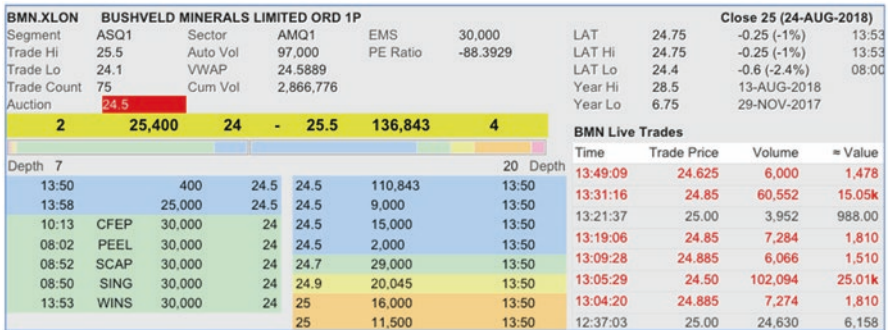 BMN.XLON BUSHVELD MINERALS LIMITED ORD 1P Close 25 (24-AUG-2018)
Segment ASQ1 Sector AMQ1 EMS 30,000 LAT 24.75 -0.25 (-1%) 13:53
Trade Hi 25.5 Auto Vol 97,000 PE Ratio -88.3929 LAT Hi 24.75 -0.25 (-1%) 13:53
Trade Lo 24.1 VWAP 24.5889 LAT Lo 24.4 -0.6 (-2.4%) 08:00
Trade Count 75 Cum Vol 2,866,776 Year Hi 28.5 13-AUG-2018
Auction 24.5 Year Lo 6.75 29-NOV-2017
2 25,400 24 - 25.5 136,843 4
Depth 7 20 Depth
13:50 400 24.5 24.5 110,843 13:50
13:58 25,000 24.5 24.5 9,000 13:50
10:13 CFEP 30,000 24 24.5 15,000 13:50
08:02 PEEL 30,000 24 24.5 2,000 13:50
08:52 SCAP 30,000 24 24.7 29,000 13:50
08:50 SING 30,000 24 24.9 20,045 13:50
13:53 WINS 30,000 24 25 16,000 13:50
25 11,500 13:50
BMN Live Trades
Time Trade Price Volume ≈ Value
13:49:09 24.625 6,000 1,478
13:31:16 24.85 60,552 15.05k
13:21:37 25.00 3,952 988.00
13:19:06 24.85 7,284 1,810
13:09:28 24.885 6,066 1,510
13:05:29 24.50 102,094 25.01k
13:04:20 24.885 7,274 1,810
12:37:03 25.00 24,630 6,158